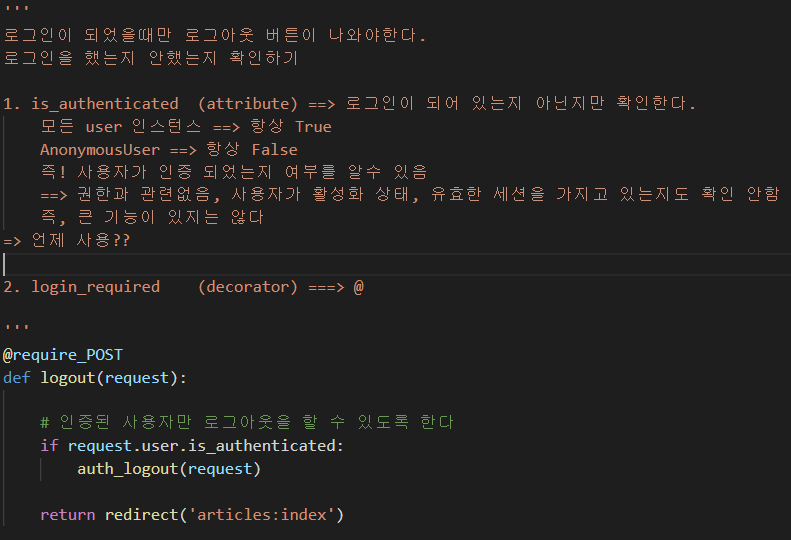 '''
로그인이 되었을때만 로그아웃 버튼이 나와야한다.
로그인을 했는지 안했는지 확인하기
1. is_authenticated  (attribute) ==> 로그인이 되어 있는지 아닌지만 확인한다.
모든 user 인스턴스 ==> 항상 True
AnonymousUser ==> 항상 False
즉! 사용자가 인증 되었는지 여부를 알수 있음
==> 권한과 관련없음, 사용자가 활성화 상태, 유효한 세션을 가지고 있는지도 확인 안함
즉, 큰 기능이 있지는 않다
=> 언제 사용??
2. login_required    (decorator) ===> @
'''
@require_POST
def logout(request):
# 인증된 사용자만 로그아웃을 할 수 있도록 한다
if request.user.is_authenticated:
auth_logout(request)
return redirect('articles:index')